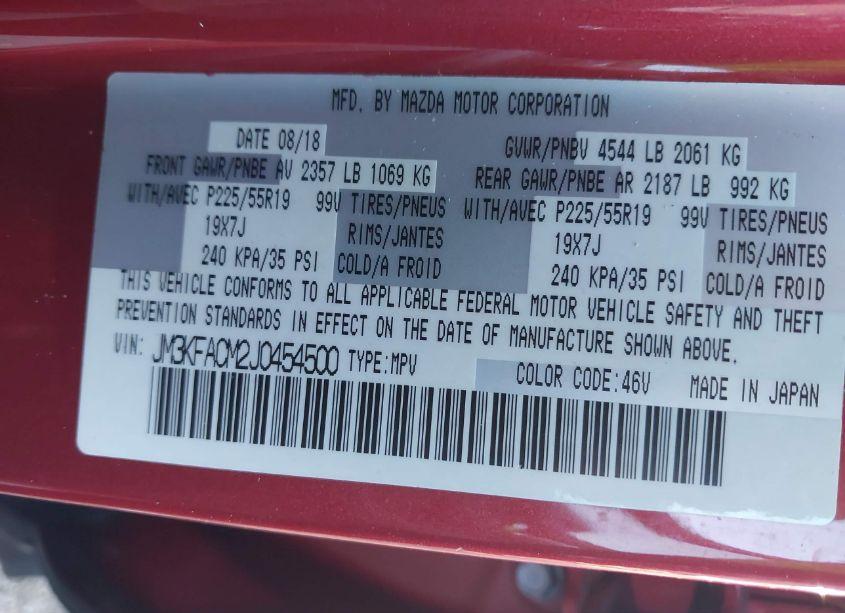 MFD. BY MAZDA MOTOR CORPORATION
DATE 08/18 GVWR/PNBV 4544 LB 2061 KG
FRONT GAWR/PNBE AV 2357 LB 1069 KG REAR GAWR/PNBE AR 2187 LB 992 KG
WITH/AVEC P225/55R19 99V TIRES/PNEUS WITH/AVEC P225/55R19 99V TIRES/PNEUS
19X7J RIMS/JANTES 19X7J RIMS/JANTES
240 KPA/35 PSI COLD/A FROID 240 KPA/35 PSI COLD/A FROID
THIS VEHICLE CONFORMS TO ALL APPLICABLE FEDERAL MOTOR VEHICLE SAFETY AND THEFT
PREVENTION STANDARDS IN EFFECT ON THE DATE OF MANUFACTURE SHOWN ABOVE.
VIN: JM3KFACM2J0454500 TYPE:MPV COLOR CODE:46V MADE IN JAPAN